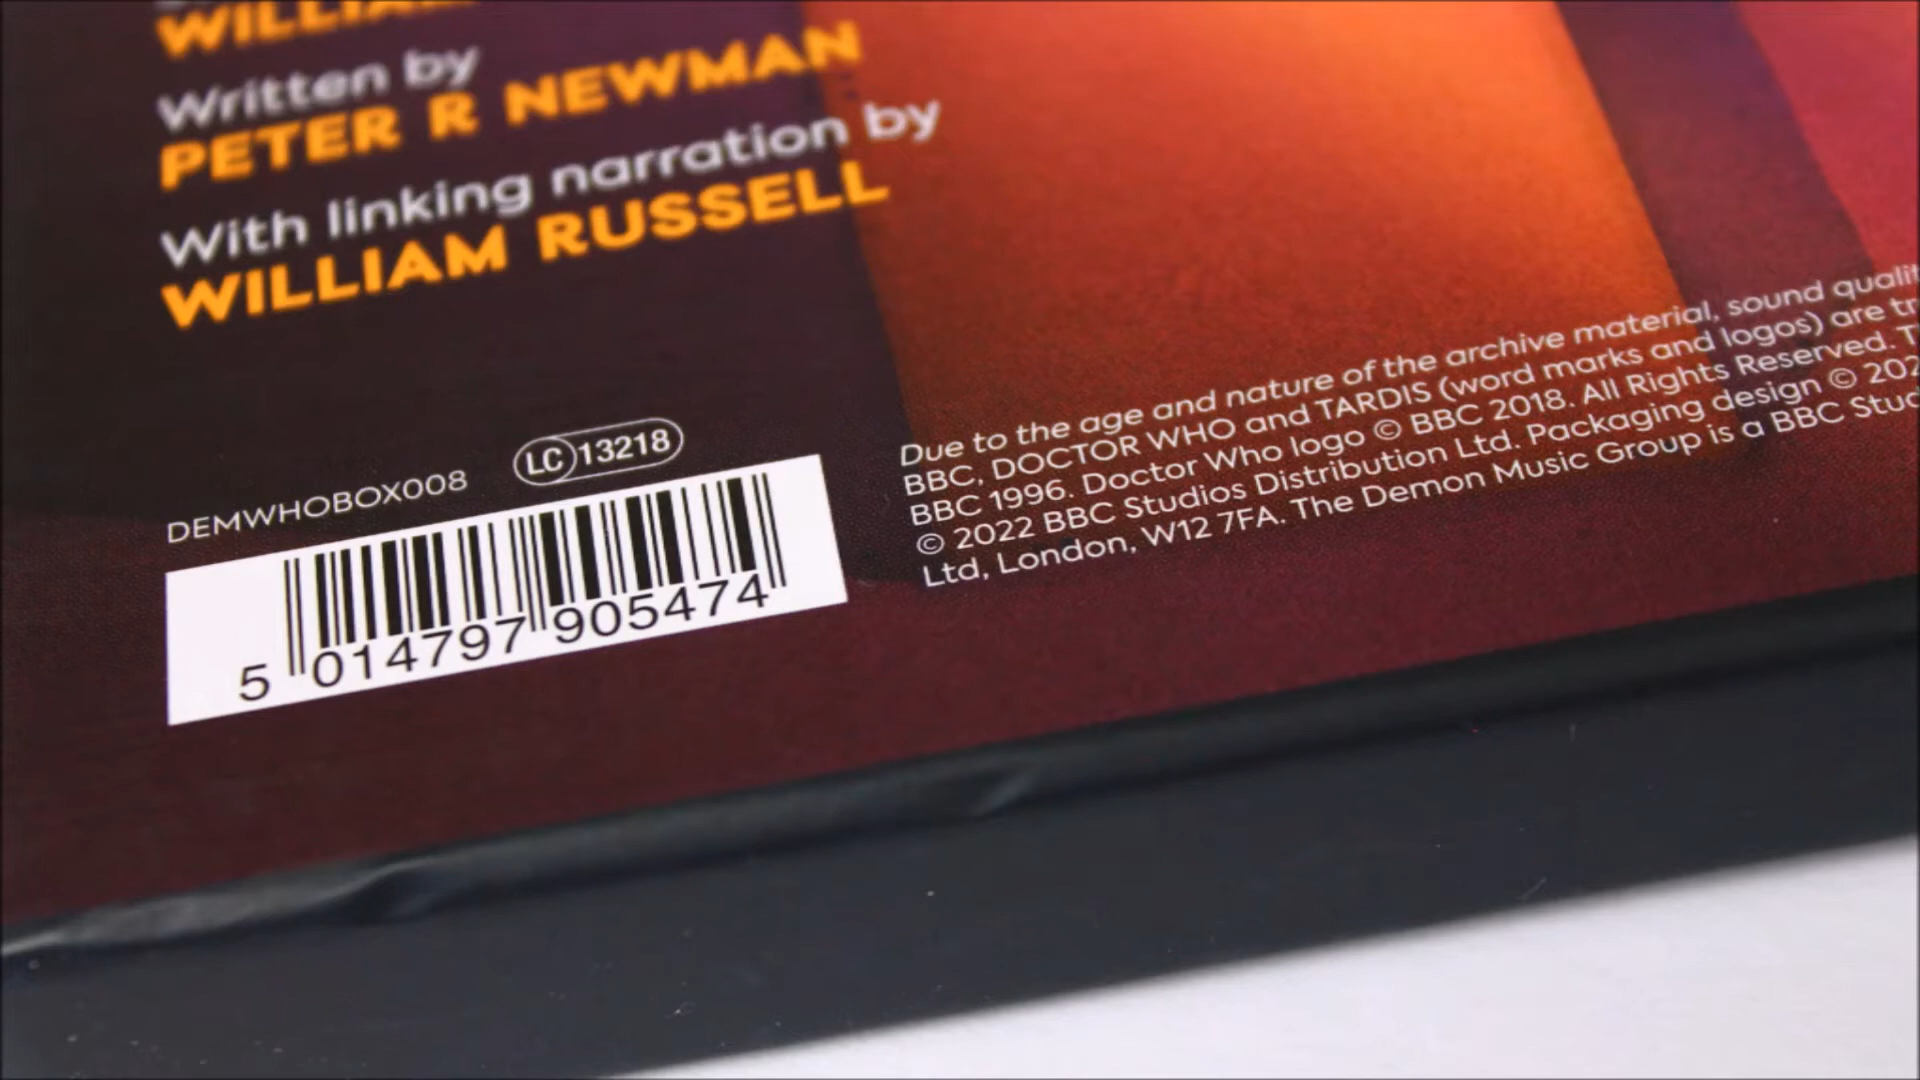 Written by
PETER R NEWMAN
With linking narration by
WILLIAM RUSSELL
DEMWHOBOX008
LC 13218
5 014797 905474
Due to the age and nature of the archive material, sound
BBC, DOCTOR WHO and TARDIS (word marks and logos) are
BBC 1996. Doctor Who logo © BBC 2018. All Rights Reserved.
© 2022 BBC Studios Distribution Ltd. Packaging design ©
Ltd, London, W12 7FA. The Demon Music Group is a BBC